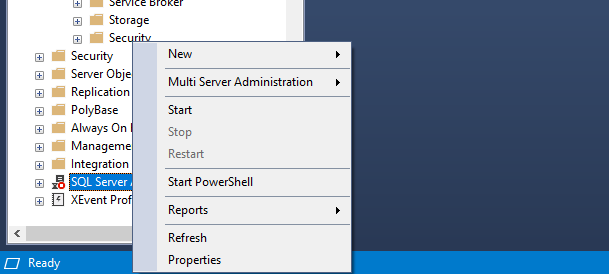 Service Broker
Storage
Security
Security
Server Obje
Replication
PolyBase
Always On
Manageme
Integration
SQL Server
XEvent Prof
New
Multi Server Administration
Start
Stop
Restart
Start PowerShell
Reports
Refresh
Properties
Ready